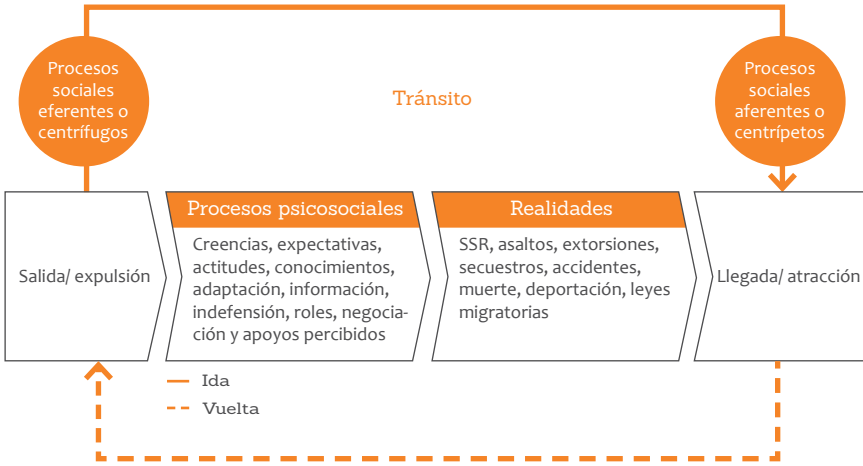 Procesos
sociales
eferentes o
centrífugos
Tránsito
Procesos
sociales
aferentes o
centrípetos
Salida/ expulsión
Procesos psicosociales
Creencias, expectativas,
actitudes, conocimientos,
adaptación, información,
indefensión, roles, negocia-
ción y apoyos percibidos
Realidades
SSR, asaltos, extorsiones,
secuestros, accidentes,
muerte, deportación, leyes
migratorias
Llegada/ atracción
Ida
Vuelta